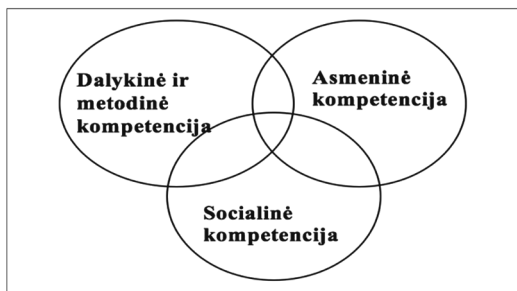 Dalykinė ir
metodinė
kompetencija
Asmeninė
kompetencija
Socialinė
kompetencija